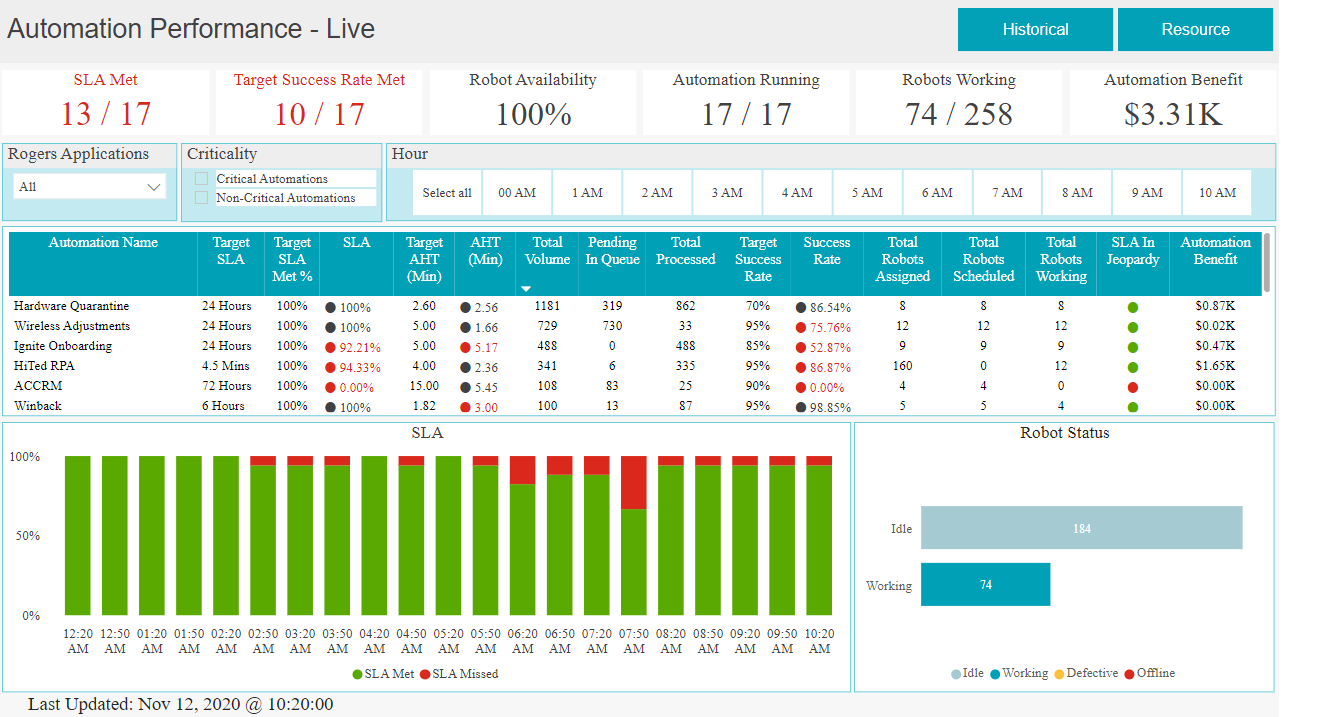 Automation Performance - Live
Historical
Resource
SLA Met
Target Success Rate Met
Robot Availability
Automation Running
Robots Working
Automation Benefit
13 / 17
10 / 17
100%
17 / 17
74 / 258
$3.31K
Rogers Applications
All
Criticality
Critical Automations
Non-Critical Automations
Hour
Select all 00 AM 1 AM 2 AM 3 AM 4 AM 5 AM 6 AM 7 AM 8 AM 9 AM 10 AM
Automation Name
Target
SLA
Target
SLA
Met %
SLA
Target
AHT
(Min)
AHT
(Min)
Total
Volume
Pending
In Queue
Total
Processed
Target
Success
Rate
Success
Rate
Total
Robots
Assigned
Total
Robots
Scheduled
Total
Robots
Working
SLA In
Jeopardy
Automation
Benefit
Hardware Quarantine 24 Hours 100% 100% 2.60 2.56 1181 319 862 70% 86.54% 8 8 8 $0.87K
Wireless Adjustments 24 Hours 100% 100% 5.00 1.66 729 730 33 95% 75.76% 12 12 12 $0.02K
Ignite Onboarding 24 Hours 100% 92.21% 5.00 5.17 488 0 488 85% 52.87% 9 9 9 $0.47K
HiTed RPA 4.5 Mins 100% 94.33% 4.00 2.36 341 6 335 95% 86.87% 160 0 12 $1.65K
ACCRM 72 Hours 100% 0.00% 15.00 5.45 108 83 25 90% 0.00% 4 4 0 $0.00K
Winback 6 Hours 100% 100% 1.82 3.00 100 13 87 95% 98.85% 5 5 4 $0.00K
SLA
100%
50%
0%
12:20 12:50 01:20 01:50 02:20 02:50 03:20 03:50 04:20 04:50 05:20 05:50 06:20 06:50 07:20 07:50 08:20 08:50 09:20 09:50 10:20
AM AM AM AM AM AM AM AM AM AM AM AM AM AM AM AM AM AM AM AM AM
SLA Met SLA Missed
Robot Status
Idle
184
Working
74
Idle Working Defective Offline
Last Updated: Nov 12, 2020 @ 10:20:00